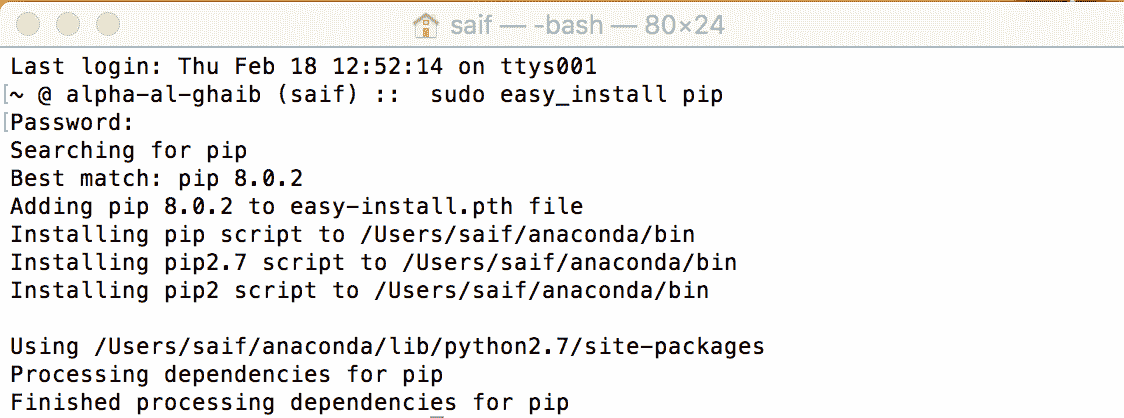 saif — -bash — 80×24
Last login: Thu Feb 18 12:52:14 on ttys001
[~ @ alpha-al-ghaib (saif) ::  sudo easy_install pip
[Password:
Searching for pip
Best match: pip 8.0.2
Adding pip 8.0.2 to easy-install.pth file
Installing pip script to /Users/saif/anaconda/bin
Installing pip2.7 script to /Users/saif/anaconda/bin
Installing pip2 script to /Users/saif/anaconda/bin
Using /Users/saif/anaconda/lib/python2.7/site-packages
Processing dependencies for pip
Finished processing dependencies for pip